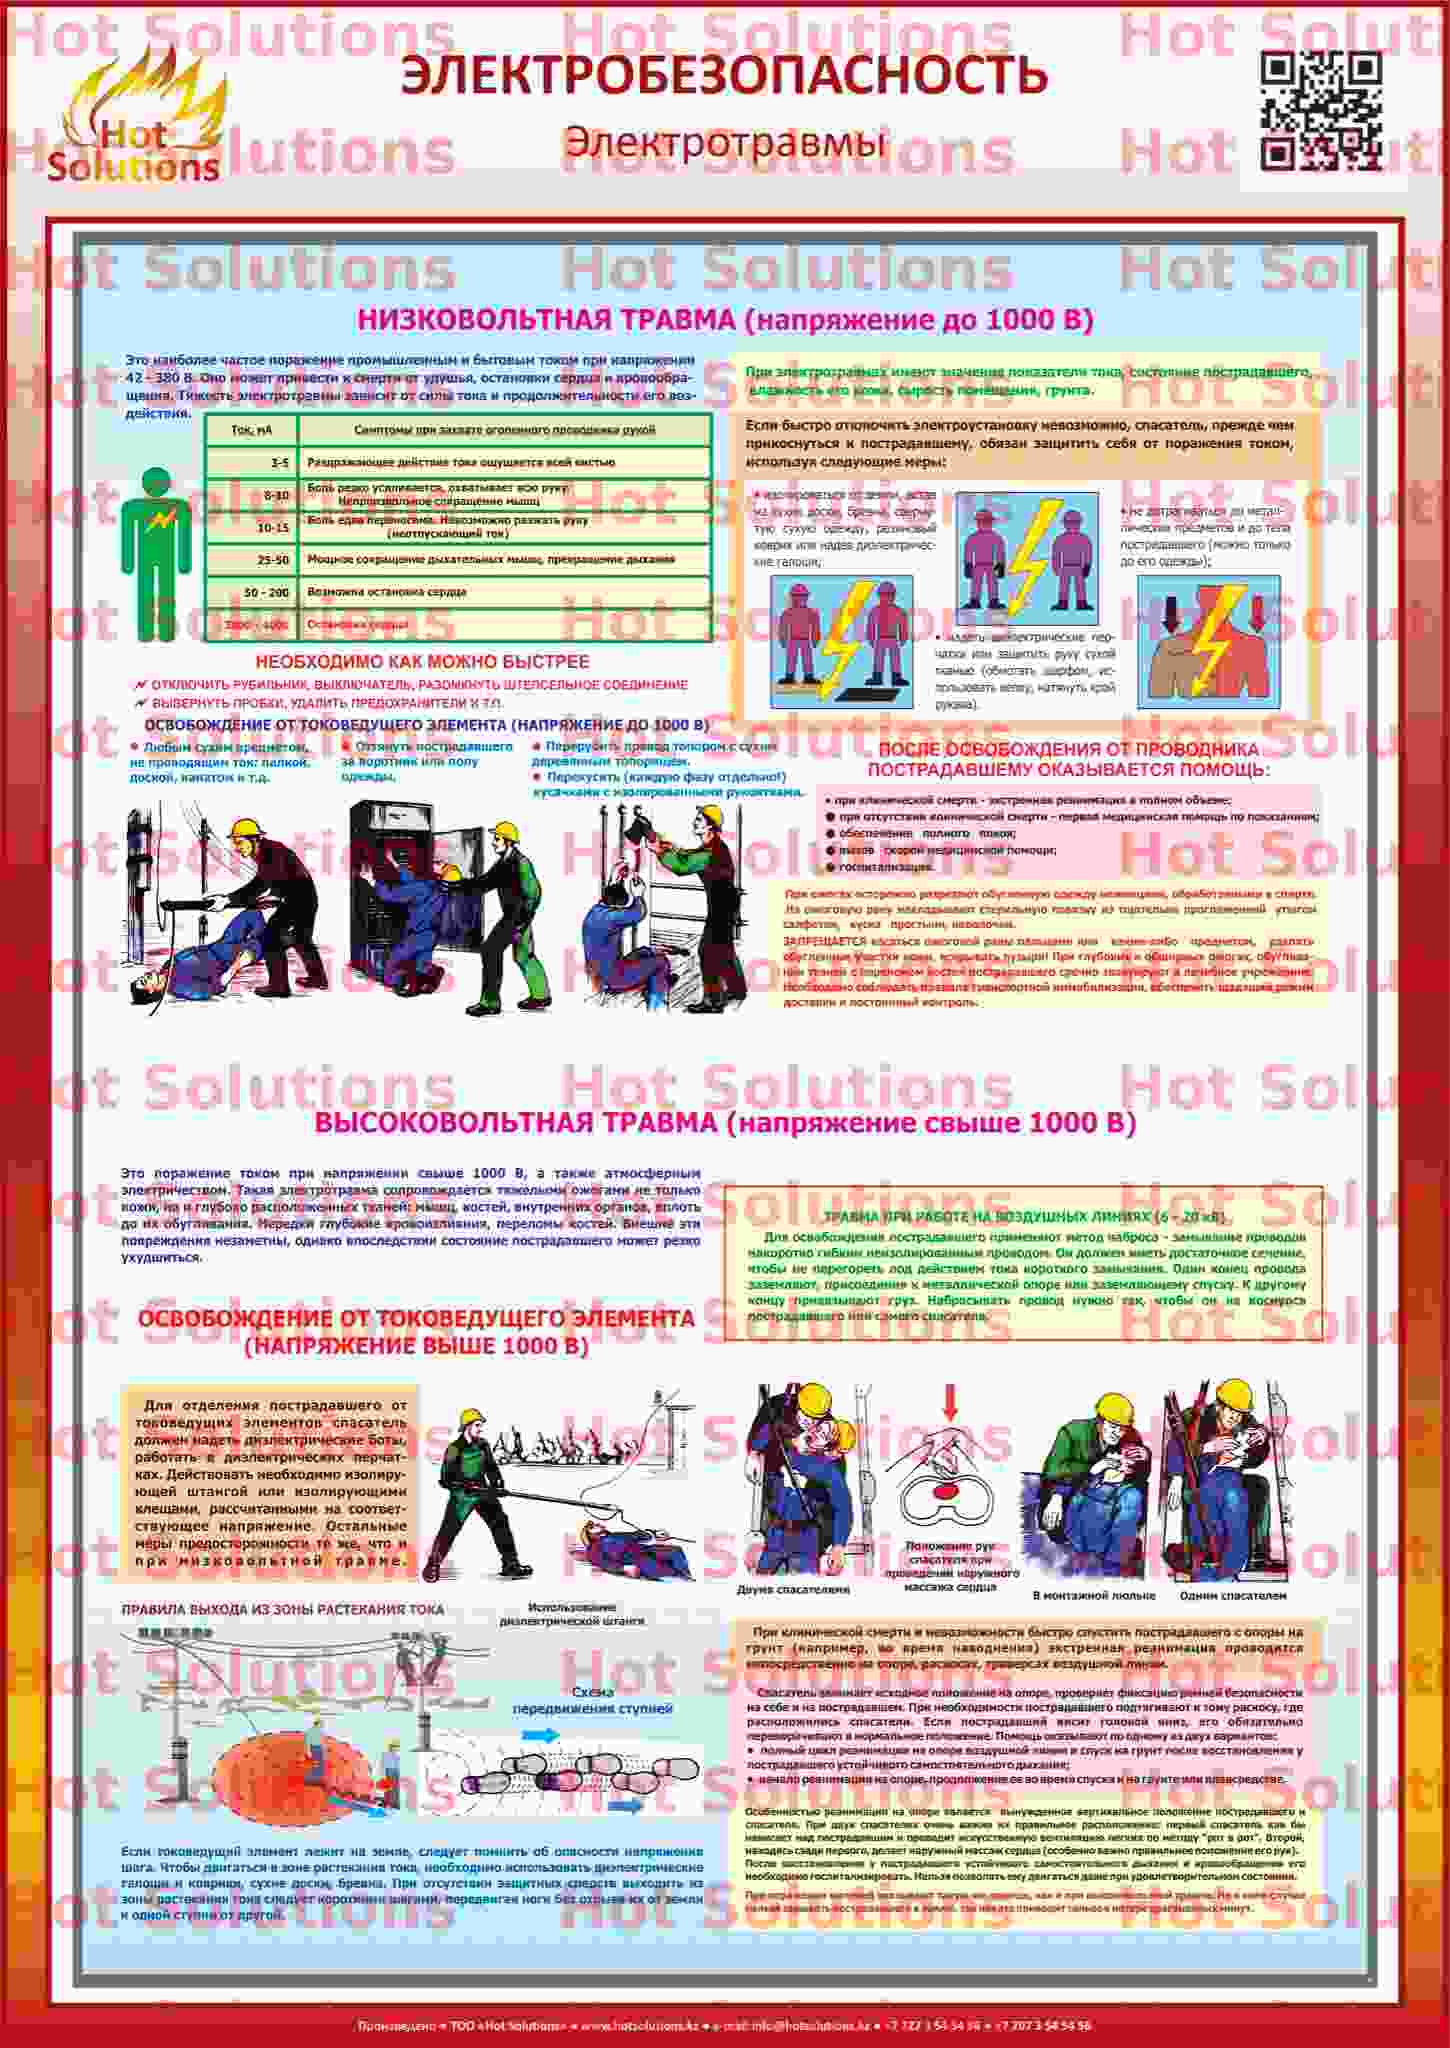 Hot Solutions
ЭЛЕКТРОБЕЗОПАСНОСТЬ
Электротравмы
НИЗКОВОЛЬТНАЯ ТРАВМА (напряжение до 1000 В)
Это наиболее частое поражение промышленным и бытовым током при напряжении
42 - 380 В. Оно может привести к смерти от удушья, остановки сердца и кровообра-
щения. Тяжесть электротравмы зависит от силы тока и продолжительности его воз-
действия.
Ток, мА Симптомы при захвате оголенного проводника рукой
3-5 Раздражающее действие тока ощущается всей кистью
8-10 Боль резко усиливается, охватывает всю руку.
Непроизвольное сокращение мышц
10-15 Боль едва переносима. Невозможно разжать руку
(неотпускающий ток)
25-50 Мощное сокращение дыхательных мышц, прекращение дыхания
50 - 200 Возможна остановка сердца
Остановка сердца
НЕОБХОДИМО КАК МОЖНО БЫСТРЕЕ
ОТКЛЮЧИТЬ РУБИЛЬНИК, ВЫКЛЮЧАТЕЛЬ, РАЗОМКНУТЬ ШТЕПСЕЛЬНОЕ СОЕДИНЕНИЕ
ВЫВЕРНУТЬ ПРОБКИ, УДАЛИТЬ ПРЕДОХРАНИТЕЛИ И Т.П.
ОСВОБОЖДЕНИЕ ОТ ТОКОВЕДУЩЕГО ЭЛЕМЕНТА (НАПРЯЖЕНИЕ ДО 1000 В)
• Любым сухим предметом,
не проводящим ток: палкой,
доской, канатом и т.д.
• Оттянуть пострадавшего
за воротник или полу
одежды.
• Перерубить провод топором с сухим
деревянным топорищем.
• Перекусить (каждую фазу отдельно!)
кусачками с изолированными рукоятками.
При электротравмах имеют значение показатели тока, состояние пострадавшего,
влажность его кожи, сырость помещения, грунта.
Если быстро отключить электроустановку невозможно, спасатель, прежде чем
прикоснуться к пострадавшему, обязан защитить себя от поражения током,
используя следующие меры:
• изолироваться от земли, встав
на сухие доски, бревна, сверну-
тую сухую одежду, резиновый
коврик или надев диэлектричес-
кие галоши;
• надеть диэлектрические пер-
чатки или защитить руку сухой
тканью (обмотать шарфом, ис-
пользовать кепку, натянуть край
рукава).
• не дотрагиваться до метал-
лических предметов и до тела
пострадавшего (можно только
до его одежды);
ПОСЛЕ ОСВОБОЖДЕНИЯ ОТ ПРОВОДНИКА
ПОСТРАДАВШЕМУ ОКАЗЫВАЕТСЯ ПОМОЩЬ:
• при клинической смерти - экстренная реанимация в полном объеме;
• при отсутствии клинической смерти - первая медицинская помощь по показаниям;
• обеспечение полного покоя;
• вызов скорой медицинской помощи;
• госпитализация.
При ожогах осторожно разрезают обугленную одежду ножницами, обработанными в спирте.
На ожоговую рану накладывают стерильную повязку из тщательно проглаженной утюгом
салфетки, куска простыни, наволочки.
ЗАПРЕЩАЕТСЯ касаться ожоговой раны пальцами или каким-либо предметом, удалять
обугленные участки кожи, вскрывать пузыри! При глубоких и обширных ожогах, обуглива-
нии тканей с переломом костей пострадавшего срочно эвакуируют в лечебное учреждение.
Необходимо соблюдать правила транспортной иммобилизации, обеспечить щадящий режим
доставки и постоянный контроль.
ВЫСОКОВОЛЬТНАЯ ТРАВМА (напряжение свыше 1000 В)
Это поражение током при напряжении свыше 1000 В, а также атмосферным
электричеством. Такая электротравма сопровождается тяжелыми ожогами не только
кожи, но и глубоко расположенных тканей: мышц, костей, внутренних органов, вплоть
до их обугливания. Нередки глубокие кровоизлияния, переломы костей. Внешне эти
повреждения незаметны, однако впоследствии состояние пострадавшего может резко
ухудшиться.
ТРАВМА ПРИ РАБОТЕ НА ВОЗДУШНЫХ ЛИНИЯХ (6 - 20 кВ)
Для освобождения пострадавшего применяют метод наброса - замыкание проводов
накоротко гибким неизолированным проводом. Он должен иметь достаточное сечение,
чтобы не перегореть под действием тока короткого замыкания. Один конец провода
заземляют, присоединив к металлической опоре или заземляющему спуску. К другому
концу привязывают груз. Набрасывать провод нужно так, чтобы он не коснулся
пострадавшего или самого спасателя.
ОСВОБОЖДЕНИЕ ОТ ТОКОВЕДУЩЕГО ЭЛЕМЕНТА
(НАПРЯЖЕНИЕ ВЫШЕ 1000 В)
Для отделения пострадавшего от
токоведущих элементов спасатель
должен надеть диэлектрические боты,
работать в диэлектрических перчат-
ках. Действовать необходимо изолиру-
ющей штангой или изолирующими
клещами, рассчитанными на соответ-
ствующее напряжение. Остальные
меры предосторожности те же, что и
при низковольтной травме.
Использование
диэлектрической штанги
Двумя спасателями
Положение рук
спасателя при
проведении наружного
массажа сердца
В монтажной люльке
Одним спасателем
ПРАВИЛА ВЫХОДА ИЗ ЗОНЫ РАСТЕКАНИЯ ТОКА
Схема
передвижения ступней
Если токоведущий элемент лежит на земле, следует помнить об опасности напряжения
шага. Чтобы двигаться в зоне растекания тока, необходимо использовать диэлектрические
галоши и коврики, сухие доски, бревна. При отсутствии защитных средств выходить из
зоны растекания тока следует короткими шагами, передвигая ноги без отрыва их от земли
и одной ступни от другой.
При клинической смерти и невозможности быстро спустить пострадавшего с опоры на
грунт (например, во время наводнения) экстренная реанимация проводится
непосредственно на опоре, раскосах, траверсах воздушной линии.
Спасатель занимает исходное положение на опоре, проверяет фиксацию ремней безопасности
на себе и на пострадавшем. При необходимости пострадавшего подтягивают к тому раскосу, где
расположились спасатели. Если пострадавший висит головой вниз, его обязательно
переворачивают в нормальное положение. Помощь оказывают по одному из двух вариантов:
• полный цикл реанимации на опоре воздушной линии и спуск на грунт после восстановления у
пострадавшего устойчивого самостоятельного дыхания;
• начало реанимации на опоре, продолжение ее во время спуска и на грунте или плавсредстве.
Особенностью реанимации на опоре является вынужденное вертикальное положение пострадавшего и
спасателя. При двух спасателях очень важно их правильное расположение: первый спасатель как бы
нависает над пострадавшим и проводит искусственную вентиляцию легких по методу "рот в рот". Второй,
находясь сзади первого, делает наружный массаж сердца (особенно важно правильное положение его рук).
После восстановления у пострадавшего устойчивого самостоятельного дыхания и кровообращения его
необходимо госпитализировать. Нельзя позволять ему двигаться даже при удовлетворительном состоянии.
При поражении молнией оказывают такую же помощь, как и при высоковольтной травме. Ни в коем случае
нельзя закапывать пострадавшего в землю, так как это приводит только к потере драгоценных минут.
Произведено • ТОО «Hot Solutions» • www.hotsolutions.kz • e-mail: info@hotsolutions.kz • +7 727 3 54 54 56 • +7 707 3 54 54 56